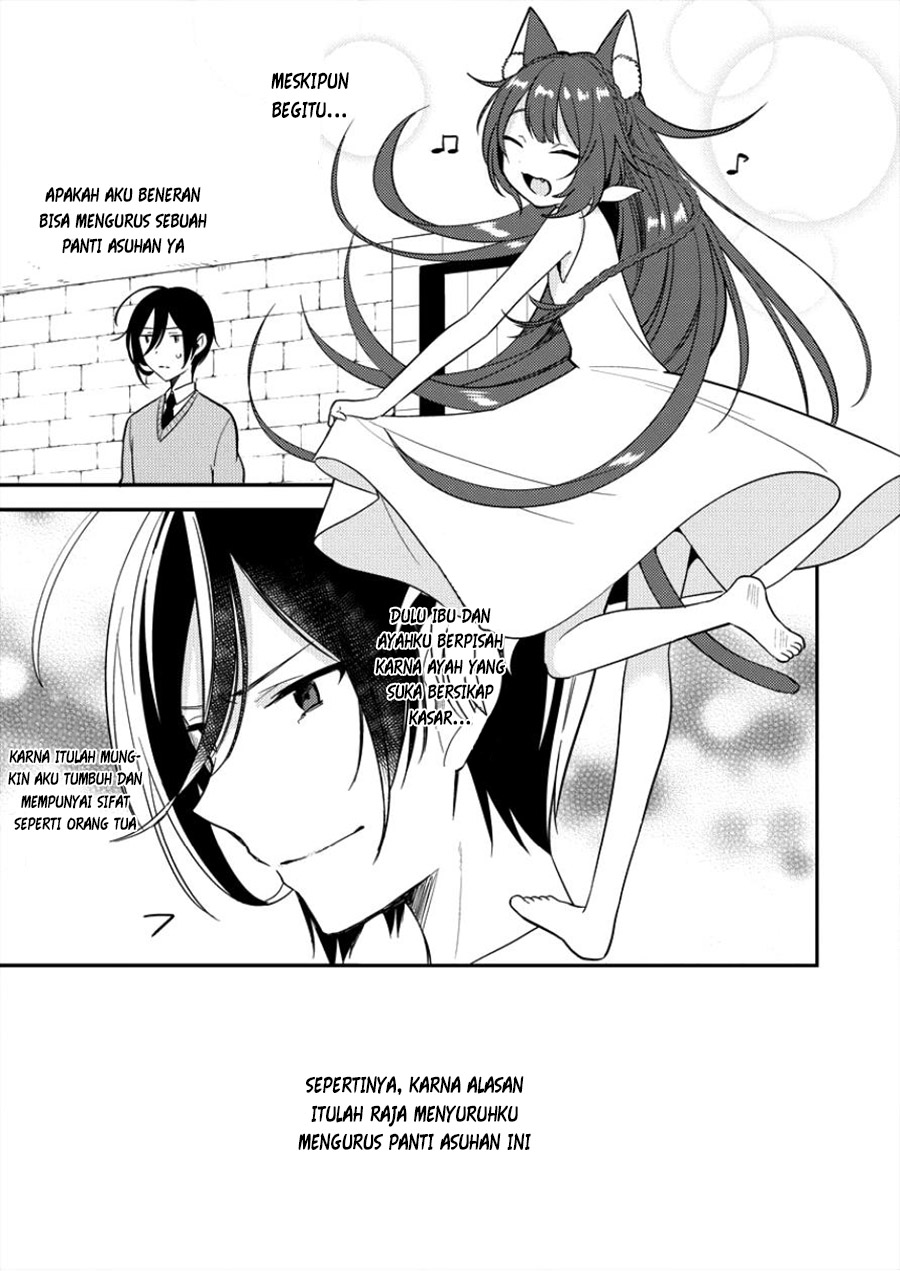 MESKIPUN
BEGITU...
APAKAH AKU BENERAN
BISA MENGURUS SEBUAH
PANTI ASUHAN YA
DULU IBU DAN
AYAHKU BERPISAH
KARNA AYAH YANG
SUKA BERSIKAP
KASAR...
KARNA ITULAH MUNG-
KIN AKU TUMBUH DAN
MEMPUNYAI SIFAT
SEPERTI ORANG TUA
SEPERTINYA, KARNA ALASAN
ITULAH RAJA MENYURUHKU
MENGURUS PANTI ASUHAN INI